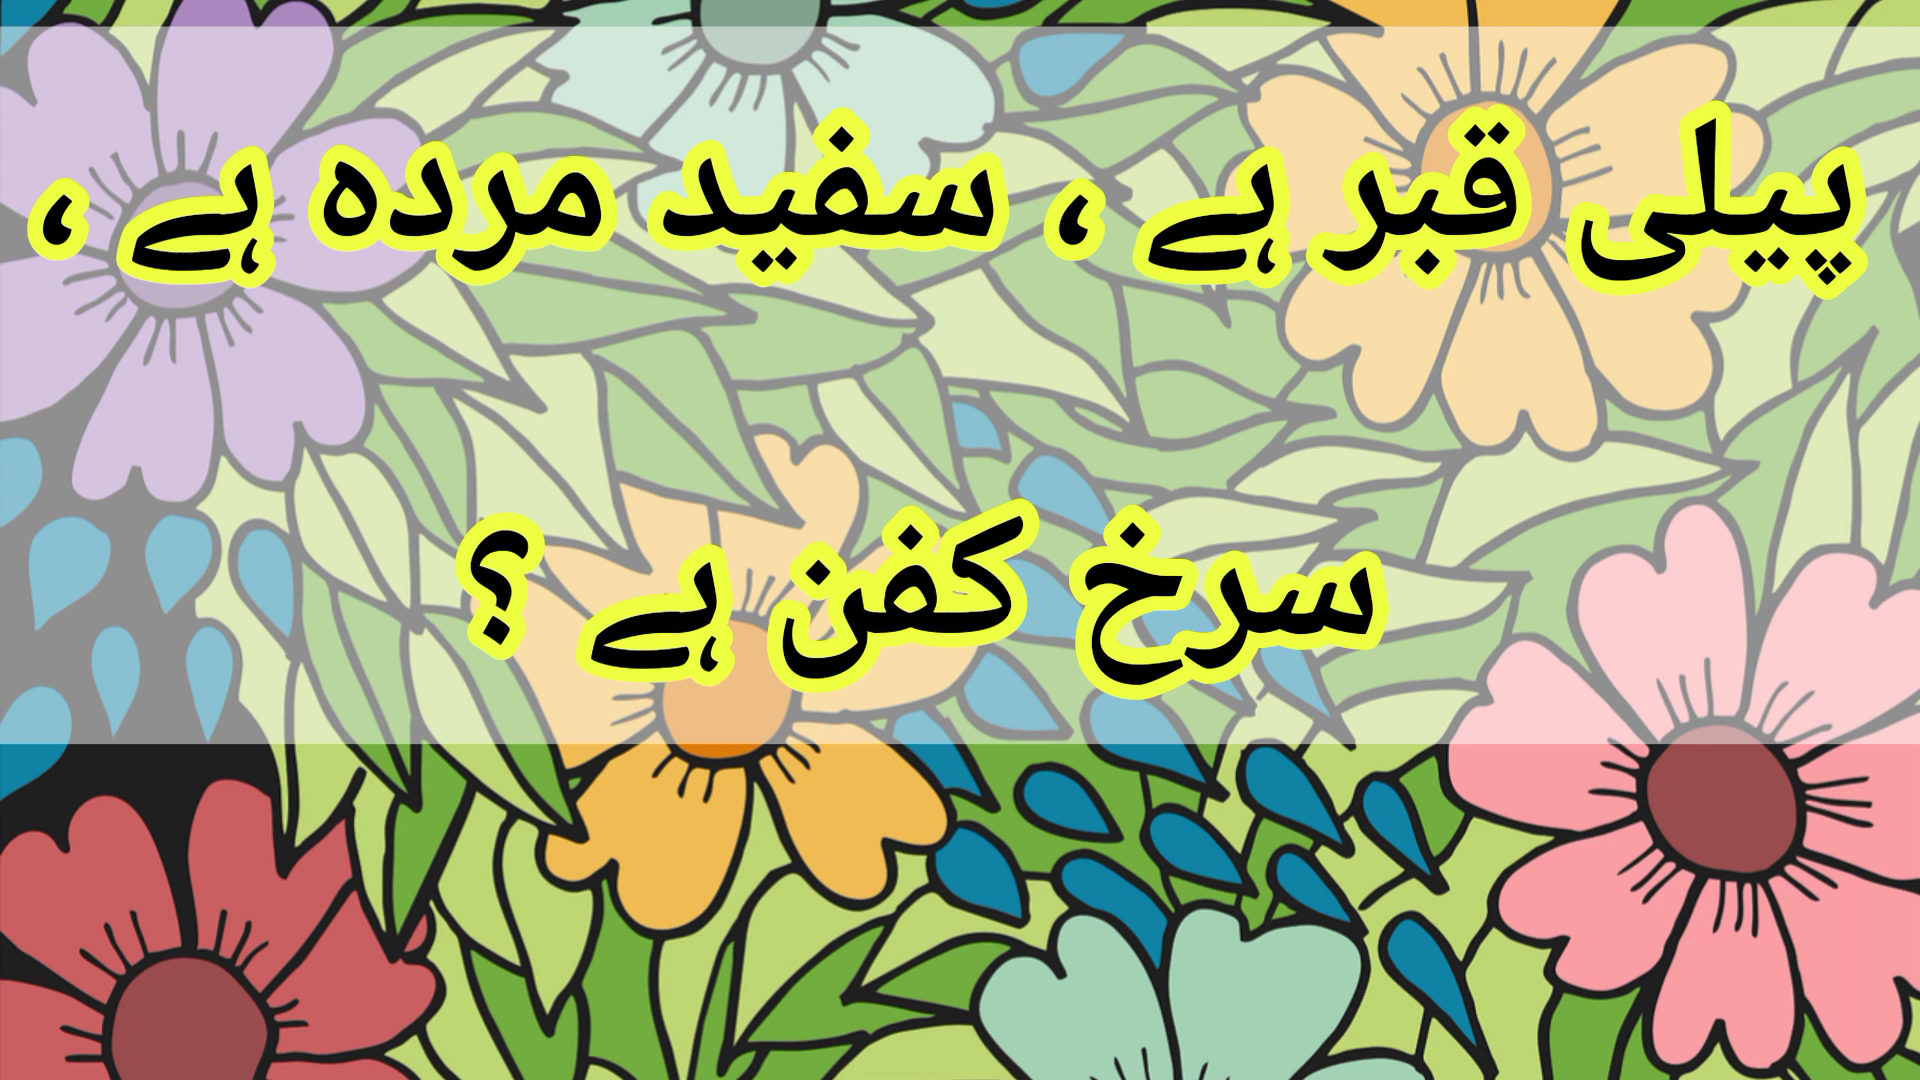 پیلی قبر ہے ، سفید مردہ ہے ،
سرخ کفن ہے ؟